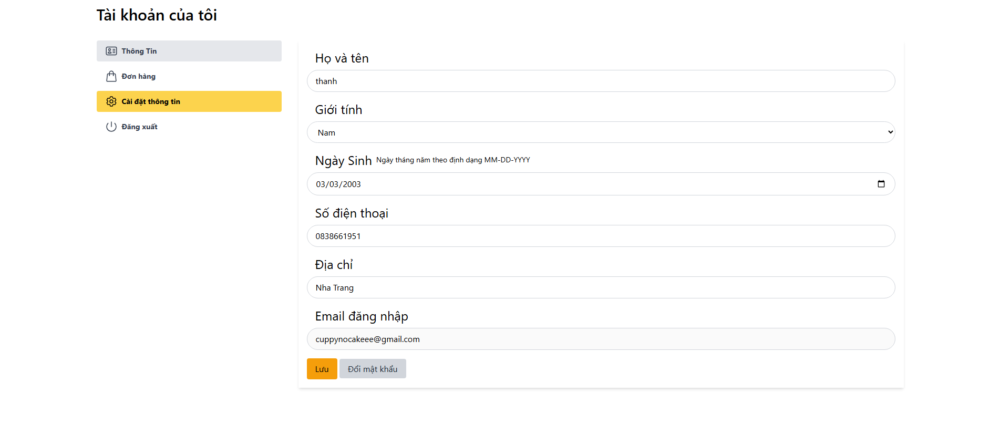 Tài khoản của tôi
Thông Tin
Đơn hàng
Cài đặt thông tin
Đăng xuất
Họ và tên
thanh
Giới tính
Nam
Ngày Sinh Ngày tháng năm theo định dạng MM-DD-YYYY
03/03/2003
Số điện thoại
0838661951
Địa chỉ
Nha Trang
Email đăng nhập
cuppynocakeee@gmail.com
Lưu Đổi mật khẩu